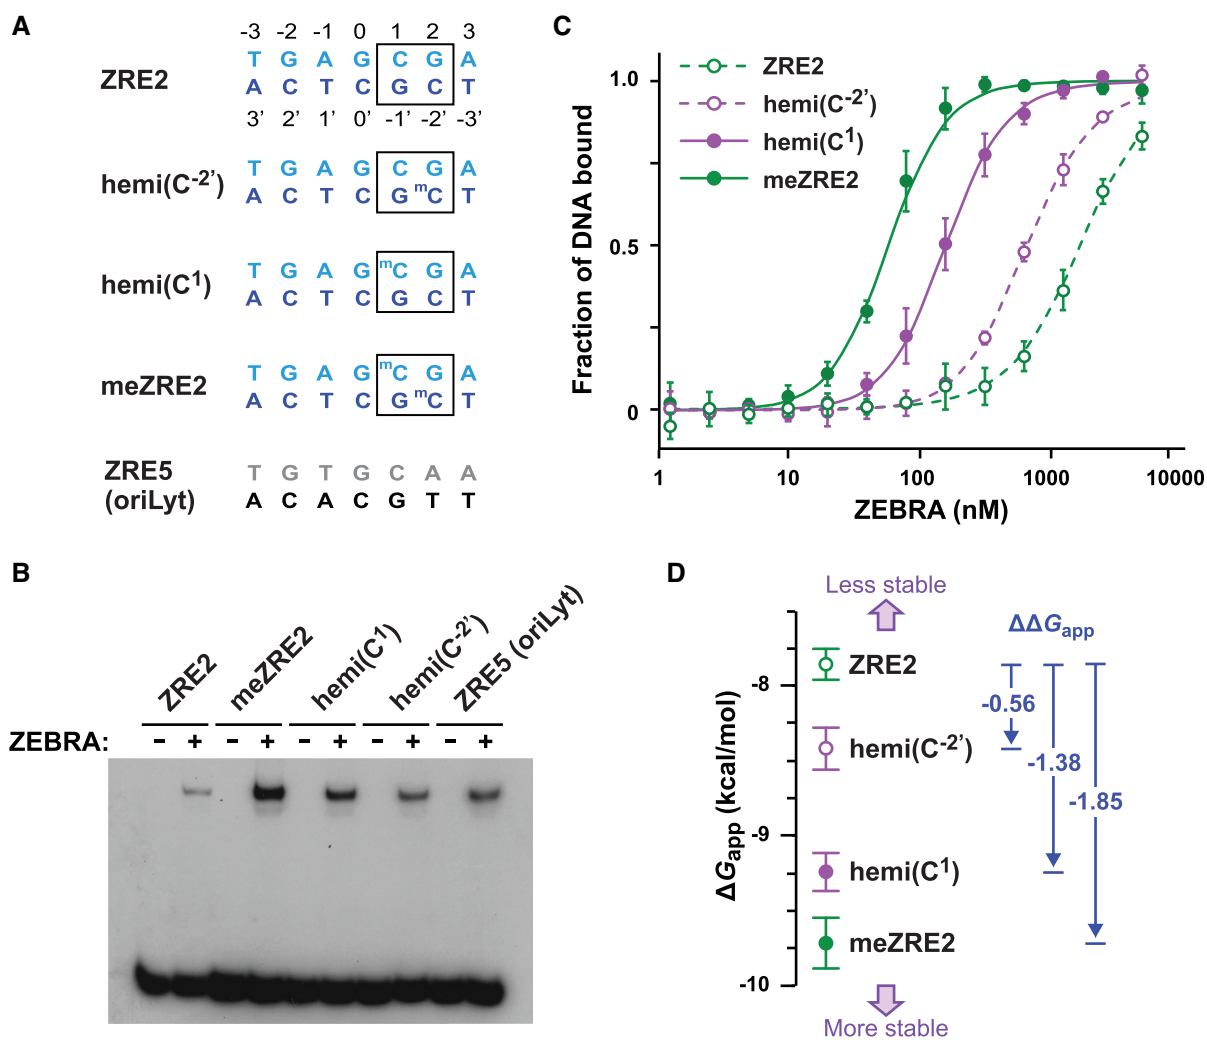 A
-3 -2 -1 0 1 2 3
ZRE2
T G A G C G A
A C T C G C T
3' 2' 1' 0' -1' -2' -3'
hemi(C-2')
T G A G C G A
A C T C G mC T
hemi(C1)
T G A G mC G A
A C T C G C T
meZRE2
T G A G mC G A
A C T C G mC T
ZRE5
(oriLyt)
T G T G C A A
A C A C G T T
B
ZRE2
meZRE2
hemi(C1)
hemi(C-2')
ZRE5 (oriLyt)
ZEBRA: - + - + - + - + - +
C
Fraction of DNA bound
1.0
0.5
0
ZRE2
hemi(C-2')
hemi(C1)
meZRE2
1 10 100 1000 10000
ZEBRA (nM)
D
Less stable
ΔΔGapp
ΔGapp (kcal/mol)
-8
-9
-10
ZRE2
hemi(C-2')
hemi(C1)
meZRE2
-0.56
-1.38
-1.85
More stable